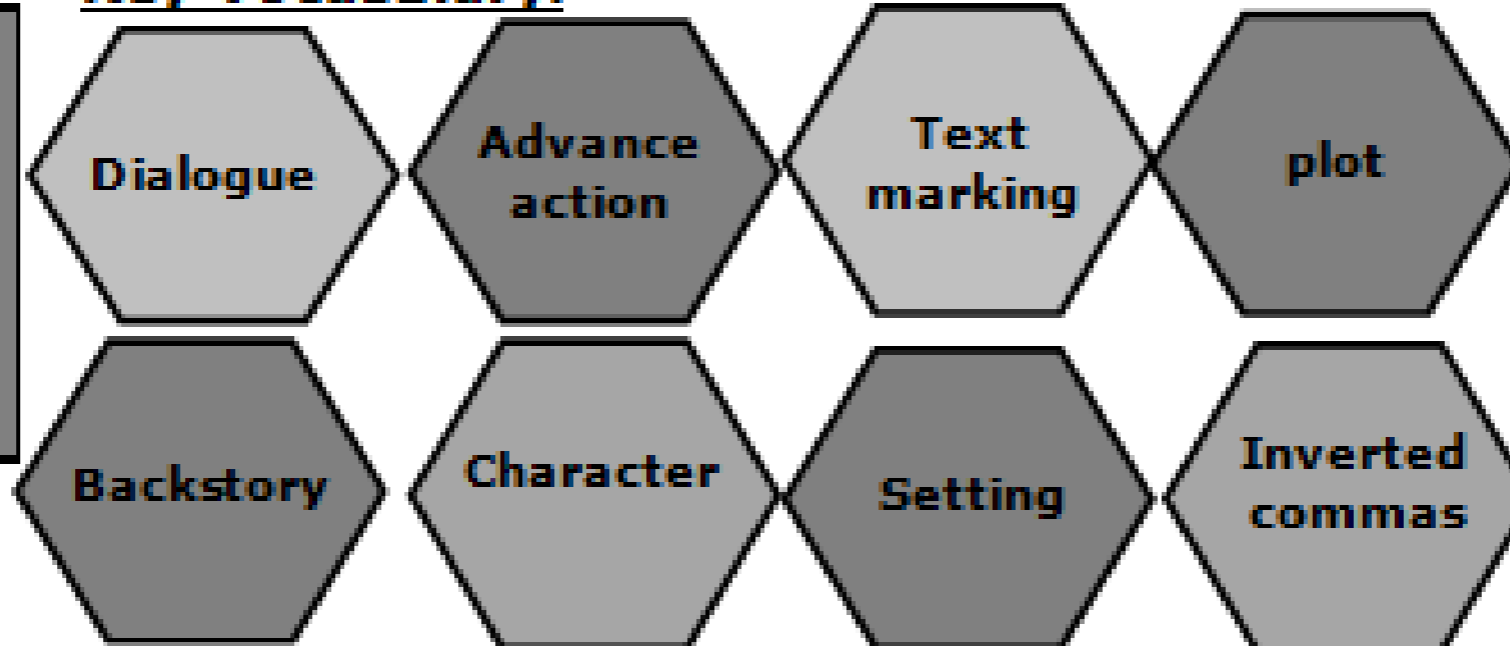 Dialogue
Advance
action
Text
marking
plot
Backstory
Character
Setting
Inverted
commas